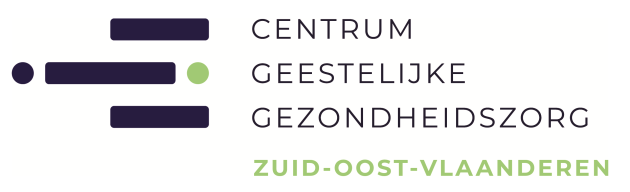 CENTRUM
GEESTELIJKE
GEZONDHEIDSZORG
ZUID-OOST-VLAANDEREN